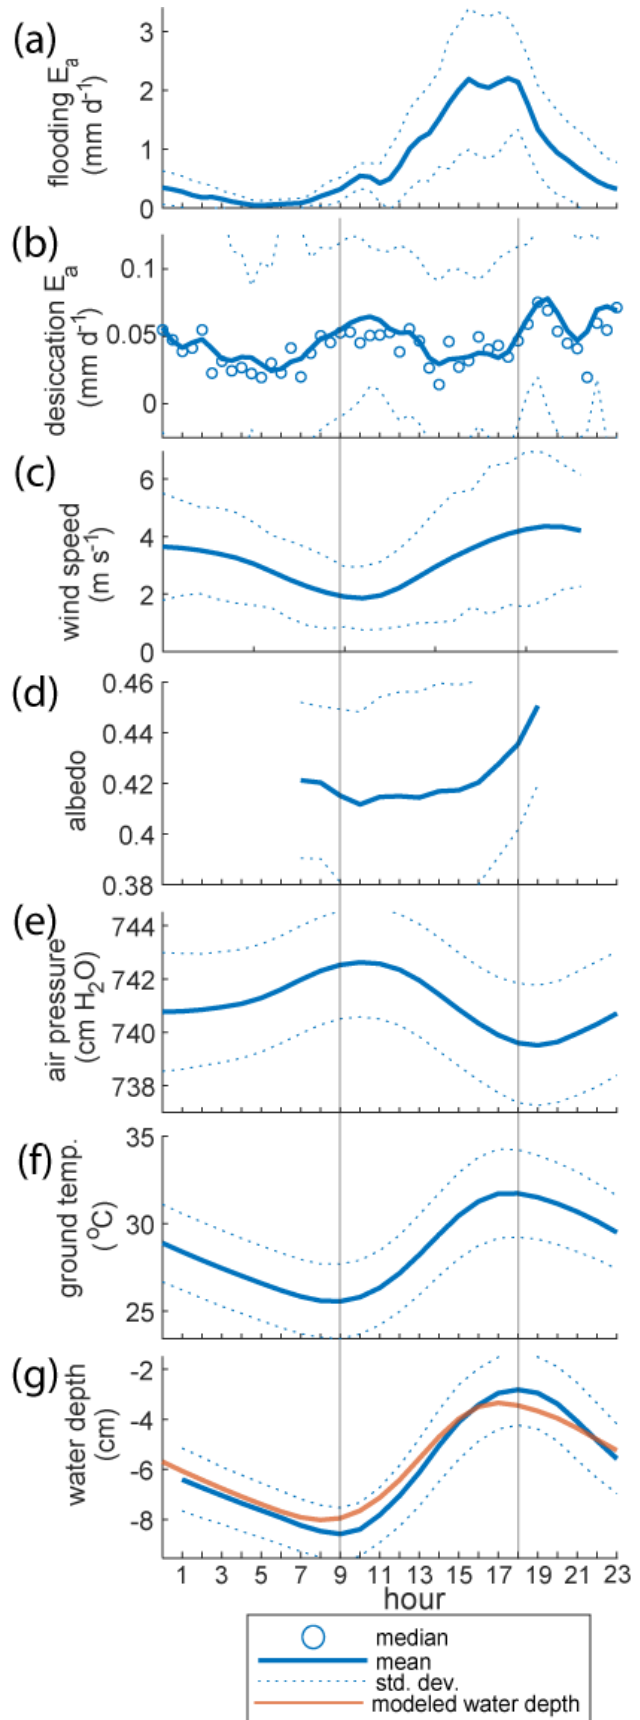 (a)
flooding Eₐ
(mm d⁻¹)
3
2
1
0
(b)
desiccation Eₐ
(mm d⁻¹)
0.1
0.05
0
(c)
wind speed
(m s⁻¹)
6
4
2
0
(d)
albedo
0.46
0.44
0.42
0.4
0.38
(e)
air pressure
(cm H₂O)
744
742
740
738
(f)
ground temp.
(°C)
35
30
25
(g)
water depth
(cm)
-2
-4
-6
-8
1 3 5 7 9 11 13 15 17 19 21 23
hour
median
mean
std. dev.
modeled water depth